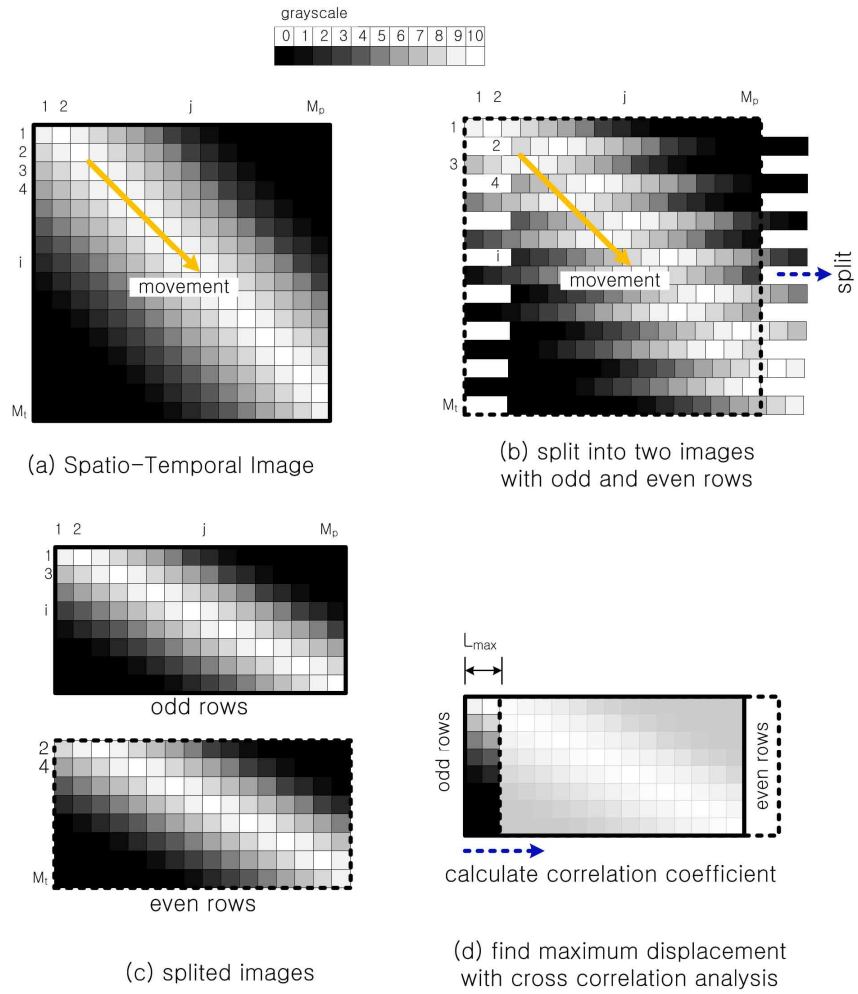 grayscale
0 1 2 3 4 5 6 7 8 9 10
1 2 j Mₚ
1
2
3
4
i
Mₜ
movement
(a) Spatio-Temporal Image
1 2 j Mₚ
1
2
3
4
i
Mₜ
movement
split
(b) split into two images
with odd and even rows
1 2 j Mₚ
1
3
i
odd rows
2
4
Mₜ
even rows
(c) splited images
Lₘₐₓ
odd rows
even rows
calculate correlation coefficient
(d) find maximum displacement
with cross correlation analysis